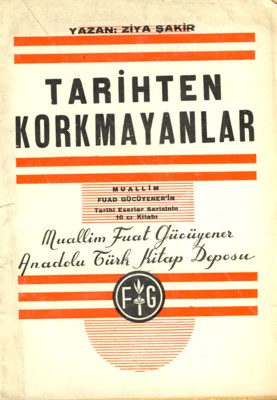 YAZAN: ZİYA ŞAKİR
TARİHTEN
KORKMAYANLAR
MUALLİM
FUAD GÜCÜYENER'İN
Tarihi Eserler Serisinin
16 cı Kitabı
Muallim Fuat Gücüyener
Anadolu Türk Kitap Deposu
F G